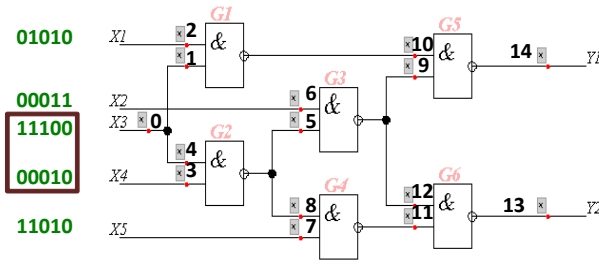 G1
G5
01010 X1 x 2 & x 10 & 14 x Y1
x 1 G3 x 9
00011 X2 x 6 &
11100 X3 x 0 G2 x 5
x 4 & G6
00010 X4 x 3 G4 x 12 &
x 8 & x 11 13 x Y2
11010 X5 x 7